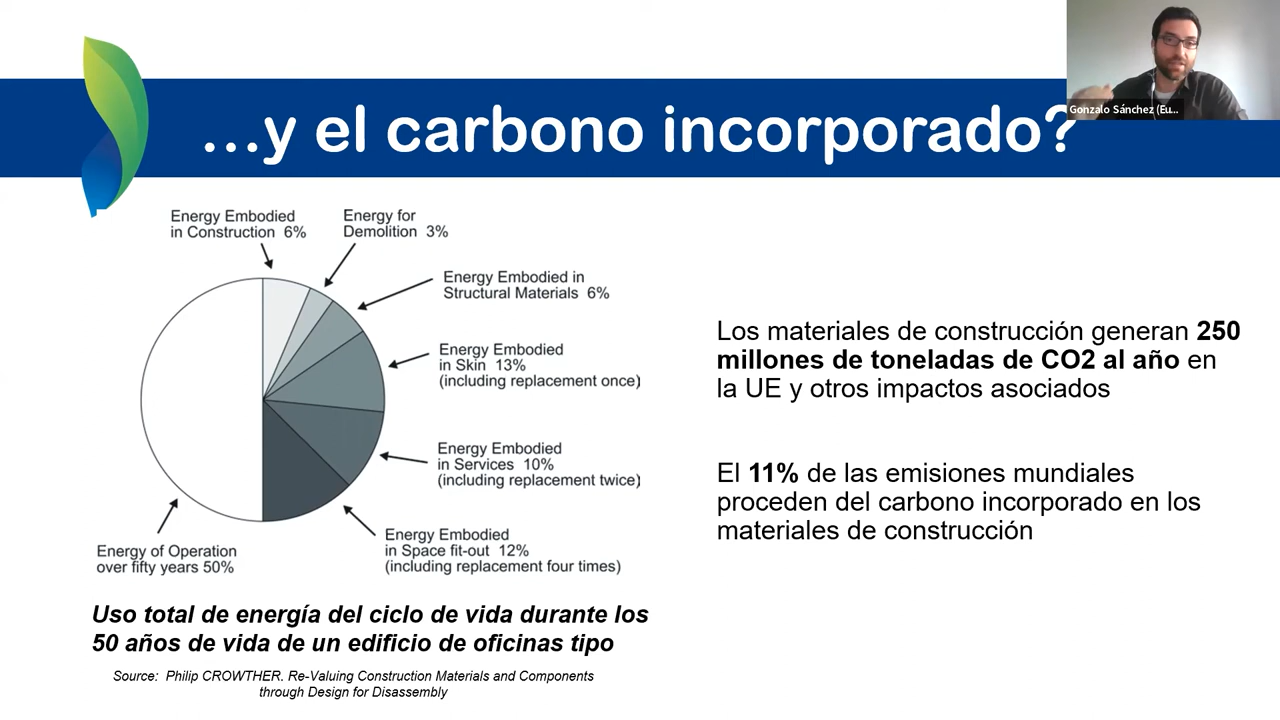 ...y el carbono incorporado?
Gonzalo Sánchez (Eu...
Energy Embodied
in Construction 6%
Energy for
Demolition 3%
Energy Embodied in
Structural Materials 6%
Energy Embodied
in Skin 13%
(including replacement once)
Energy Embodied
in Services 10%
(including replacement twice)
Energy Embodied
in Space fit-out 12%
(including replacement four times)
Energy of Operation
over fifty years 50%
Uso total de energía del ciclo de vida durante los
50 años de vida de un edificio de oficinas tipo
Source: Philip CROWTHER. Re-Valuing Construction Materials and Components
through Design for Disassembly
Los materiales de construcción generan 250
millones de toneladas de CO2 al año en
la UE y otros impactos asociados
El 11% de las emisiones mundiales
proceden del carbono incorporado en los
materiales de construcción